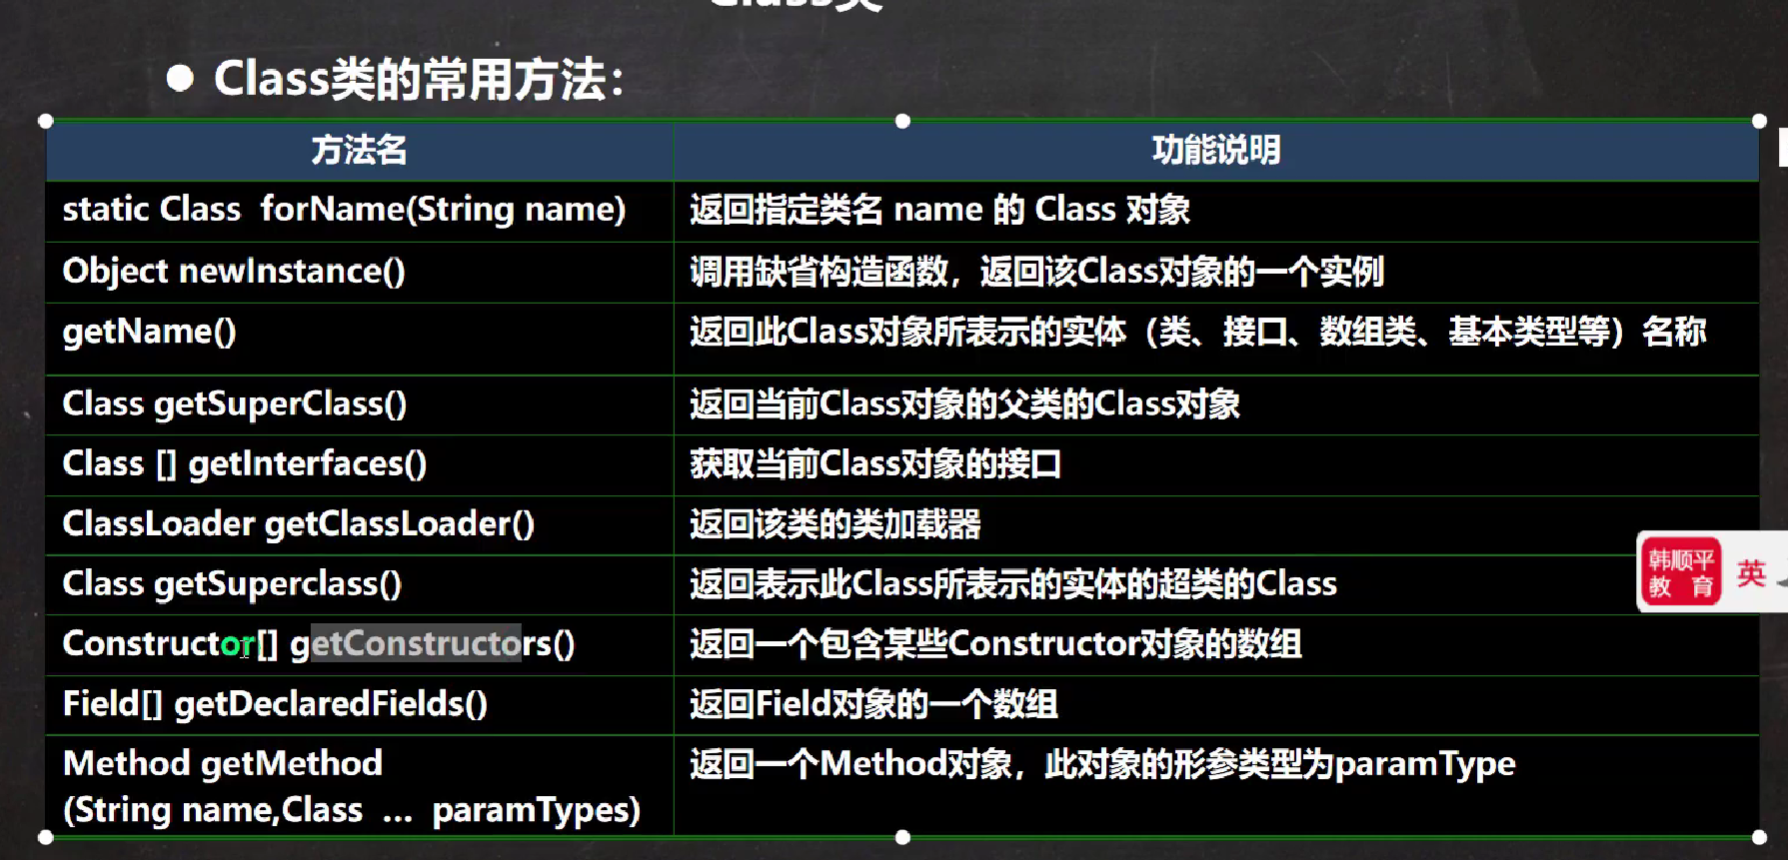 Class类
● Class类的常用方法：
方法名 功能说明
static Class forName(String name) 返回指定类名 name 的 Class 对象
Object newInstance() 调用缺省构造函数，返回该Class对象的一个实例
getName() 返回此Class对象所表示的实体（类、接口、数组类、基本类型等）名称
Class getSuperClass() 返回当前Class对象的父类的Class对象
Class [] getInterfaces() 获取当前Class对象的接口
ClassLoader getClassLoader() 返回该类的类加载器
Class getSuperclass() 返回表示此Class所表示的实体的超类的Class
Constructor[] getConstructors() 返回一个包含某些Constructor对象的数组
Field[] getDeclaredFields() 返回Field对象的一个数组
Method getMethod 返回一个Method对象，此对象的形参类型为paramType
(String name,Class … paramTypes)
韩顺平
教 育
英